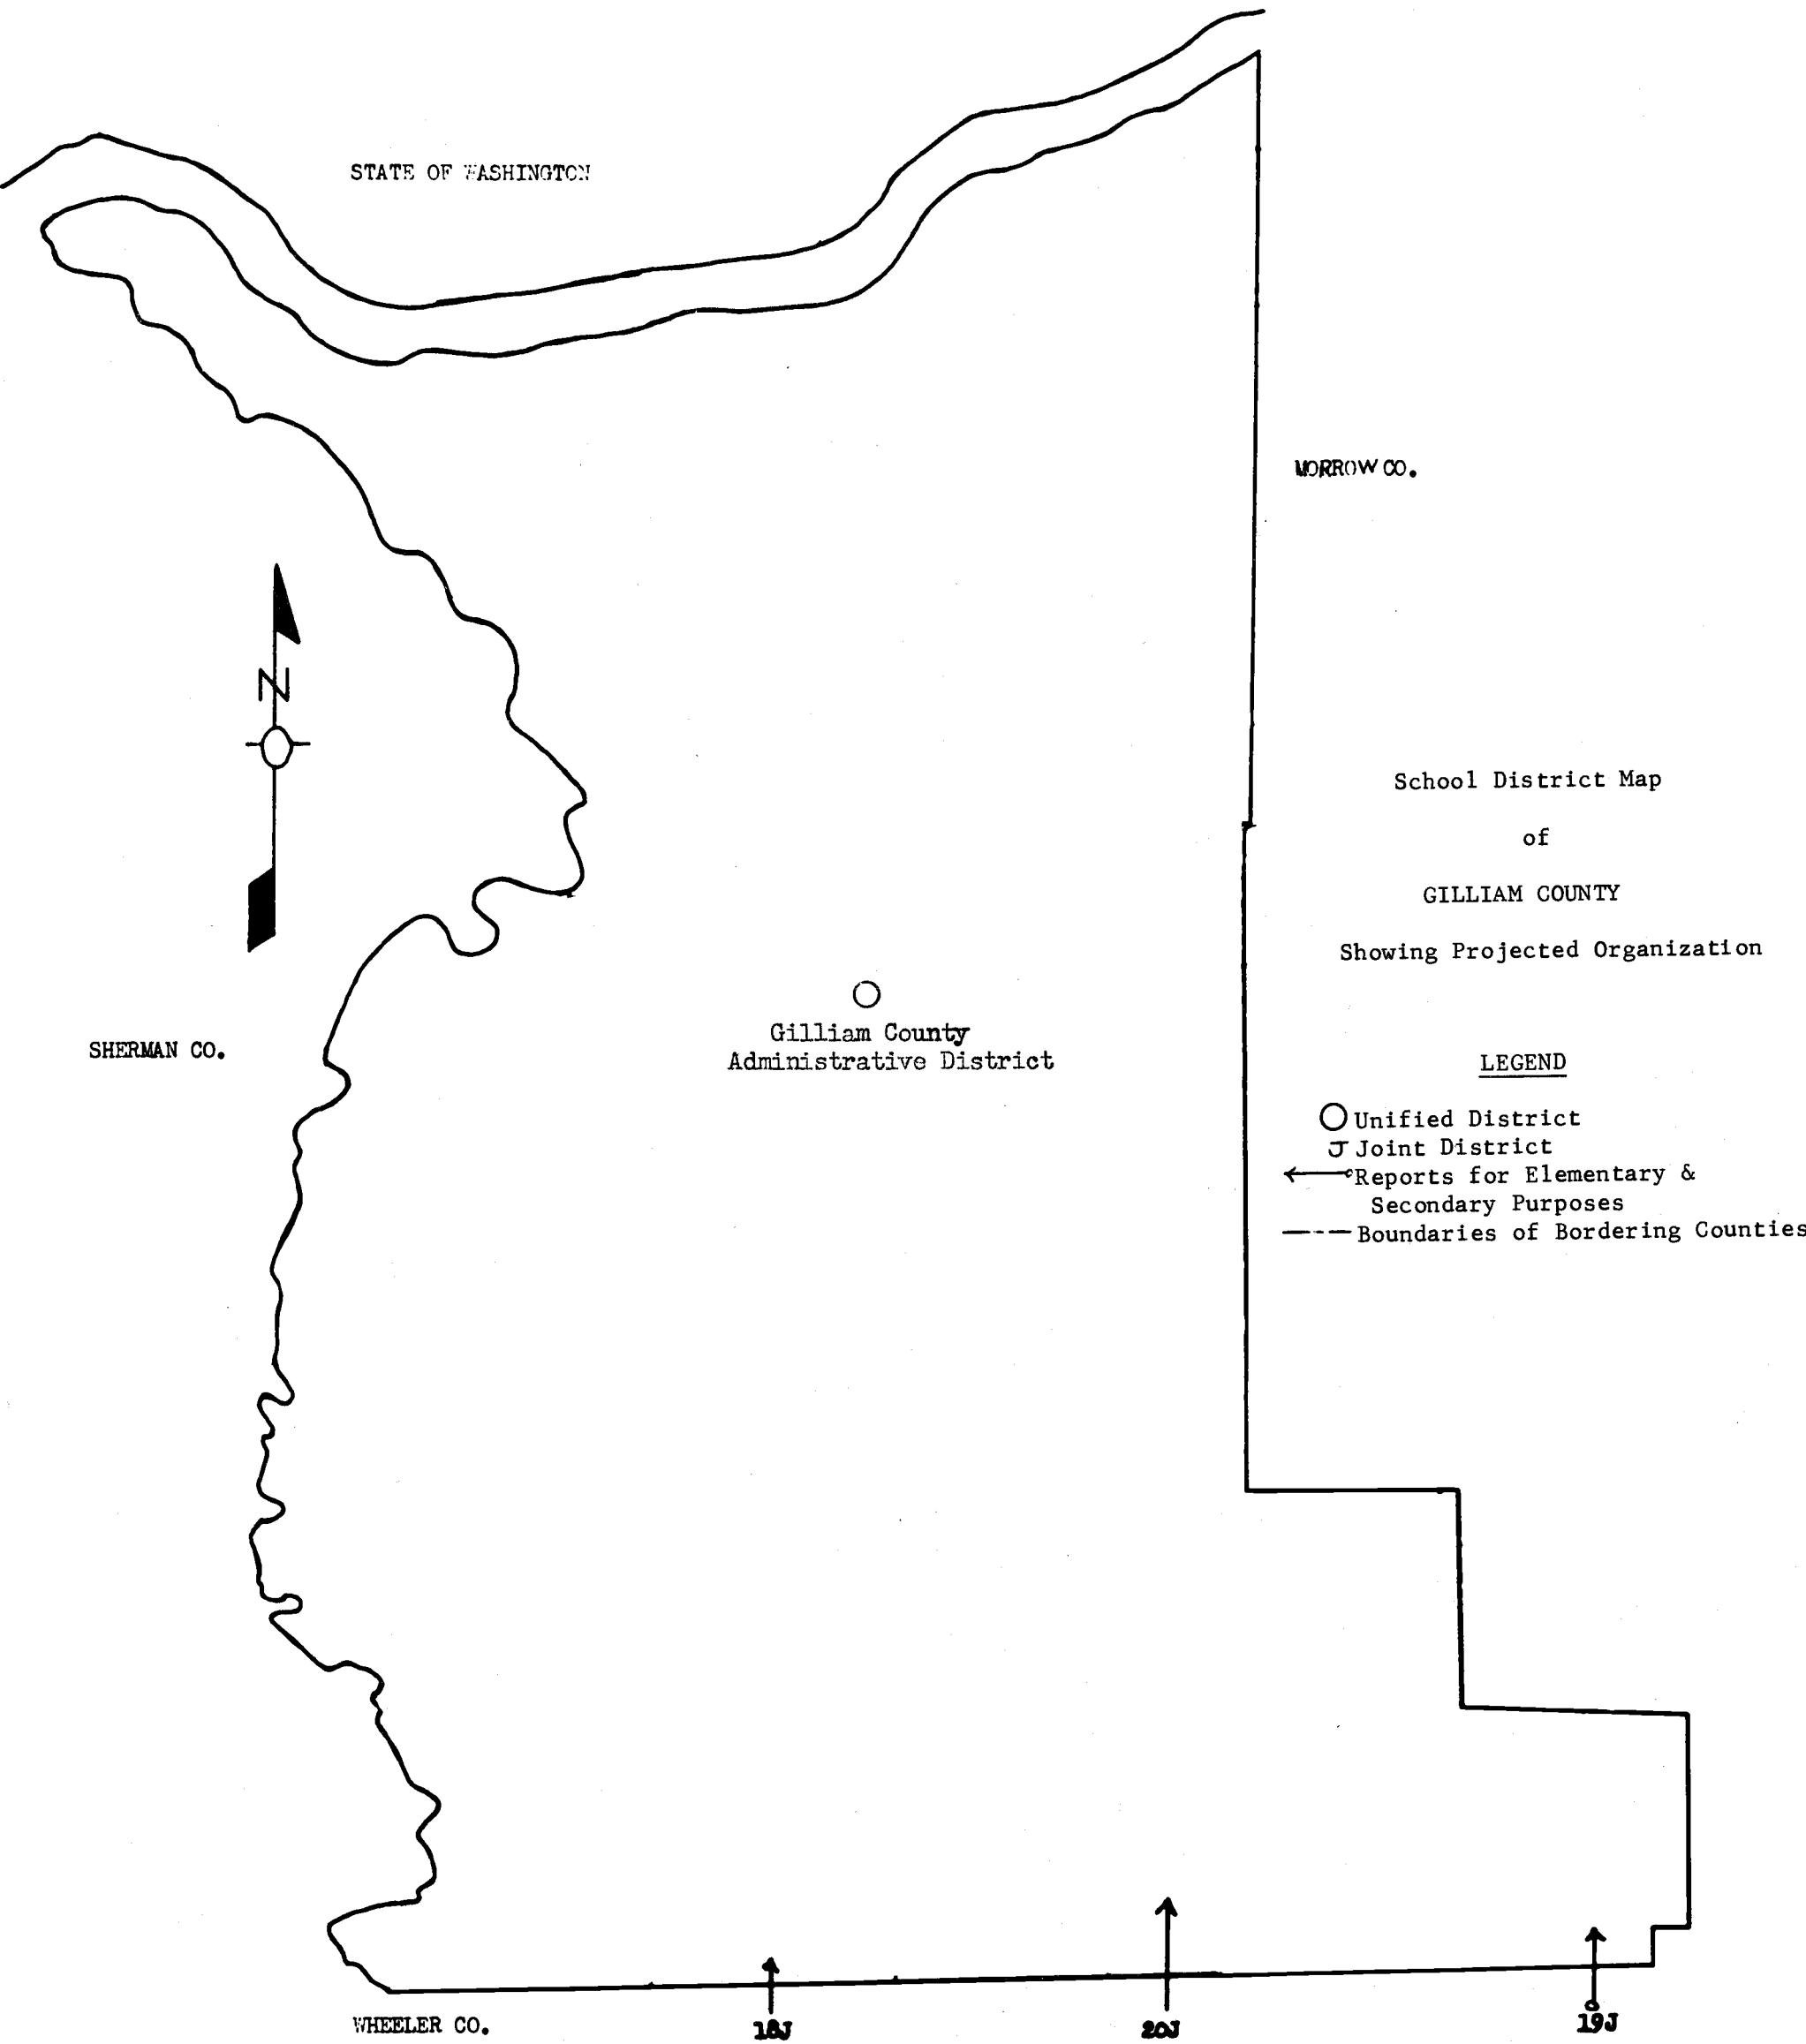 STATE OF WASHINGTON
MORROW CO.
N
School District Map
of
GILLIAM COUNTY
Showing Projected Organization
SHERMAN CO.
Gilliam County
Administrative District
LEGEND
Unified District
J Joint District
Reports for Elementary &
Secondary Purposes
Boundaries of Bordering Counties
WHEELER CO.
18J
20J
19J